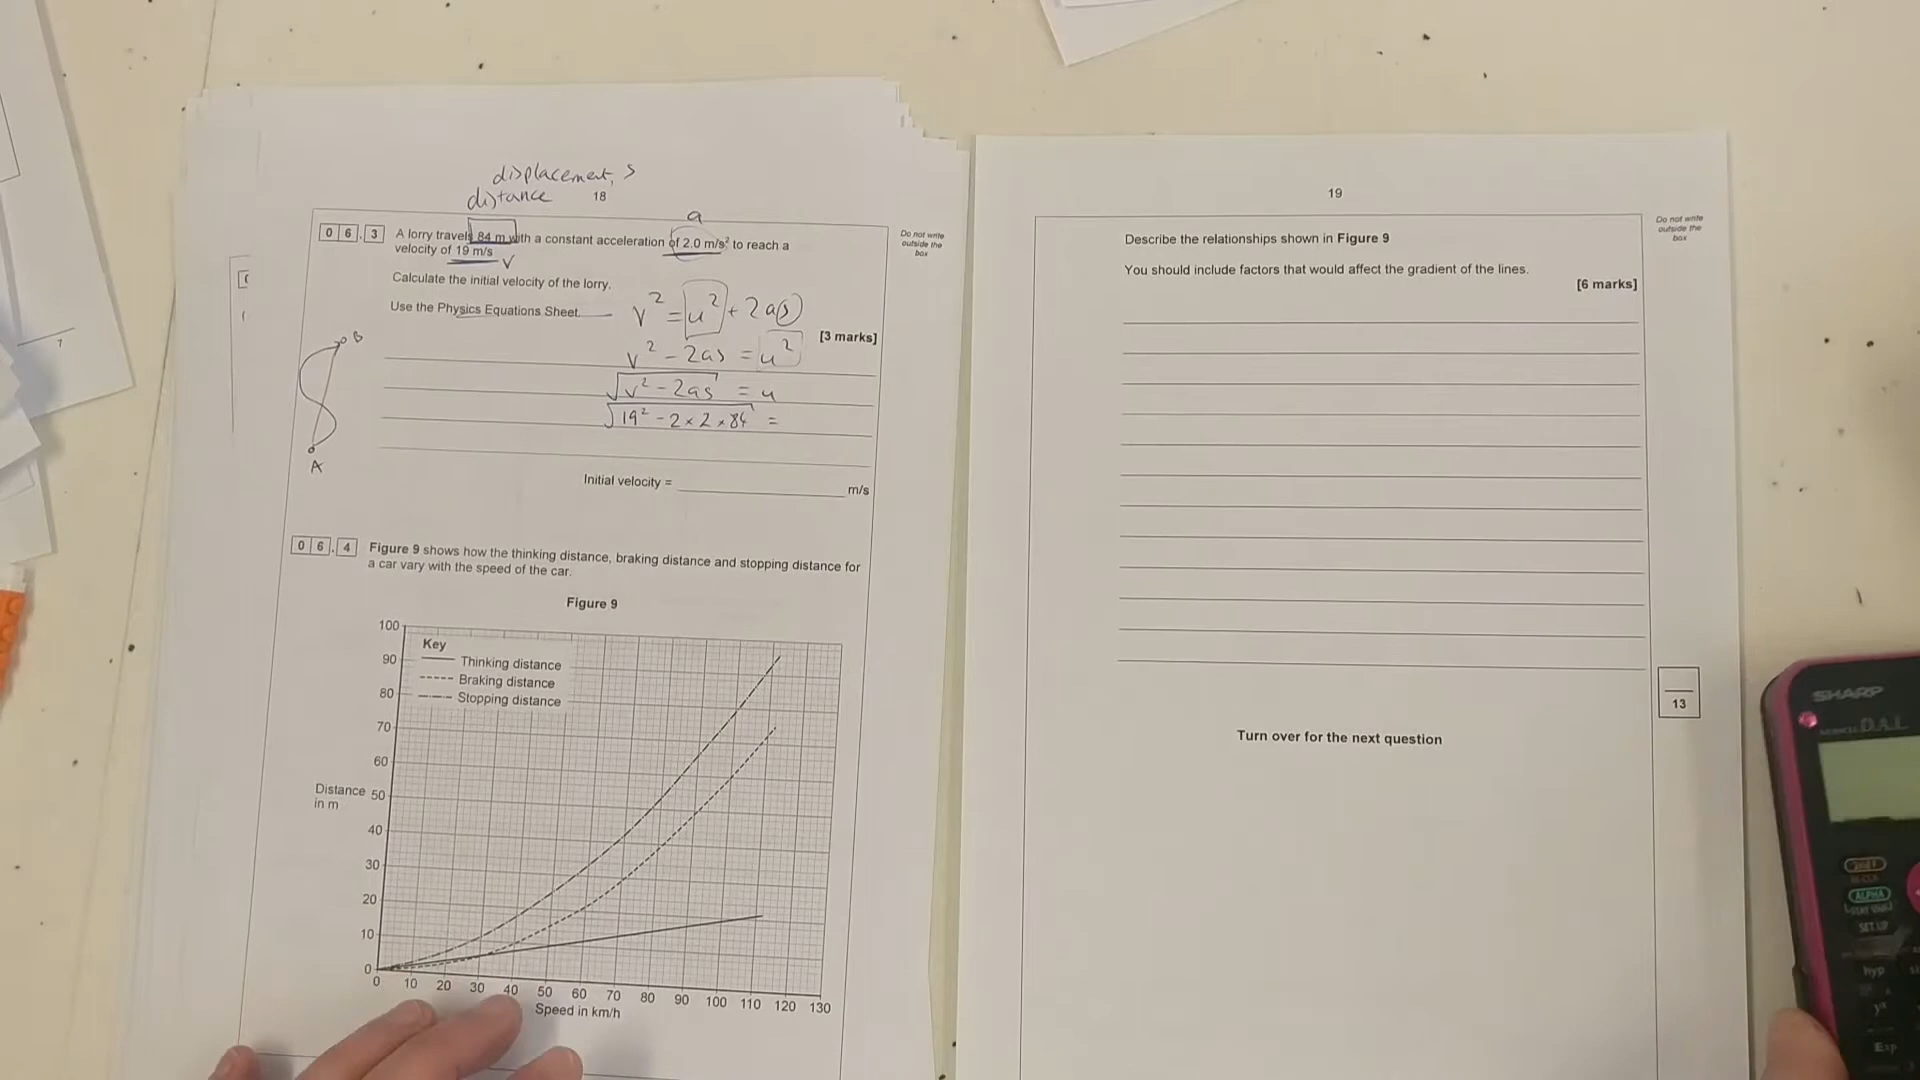 displacement, s
distance
18
a
0 6 . 3 A lorry travels 84 m with a constant acceleration of 2.0 m/s² to reach a
velocity of 19 m/s
v
Calculate the initial velocity of the lorry.
Use the Physics Equations Sheet.
v² = u² + 2as
[3 marks]
v² - 2as = u²
√v² - 2as = u
√19² - 2 × 2 × 84 =
B
A
Initial velocity = m/s
Do not write
outside the
box
0 6 . 4 Figure 9 shows how the thinking distance, braking distance and stopping distance for
a car vary with the speed of the car.
Figure 9
Key
Thinking distance
Braking distance
Stopping distance
100
90
80
70
60
50
40
30
20
10
0
Distance
in m
0 10 20 30 40 50 60 70 80 90 100 110 120 130
Speed in km/h
19
Do not write
outside the
box
Describe the relationships shown in Figure 9
You should include factors that would affect the gradient of the lines.
[6 marks]
13
Turn over for the next question
SHARP
D.A.L.
ALPHA
SET UP
hyp
yˣ
Exp